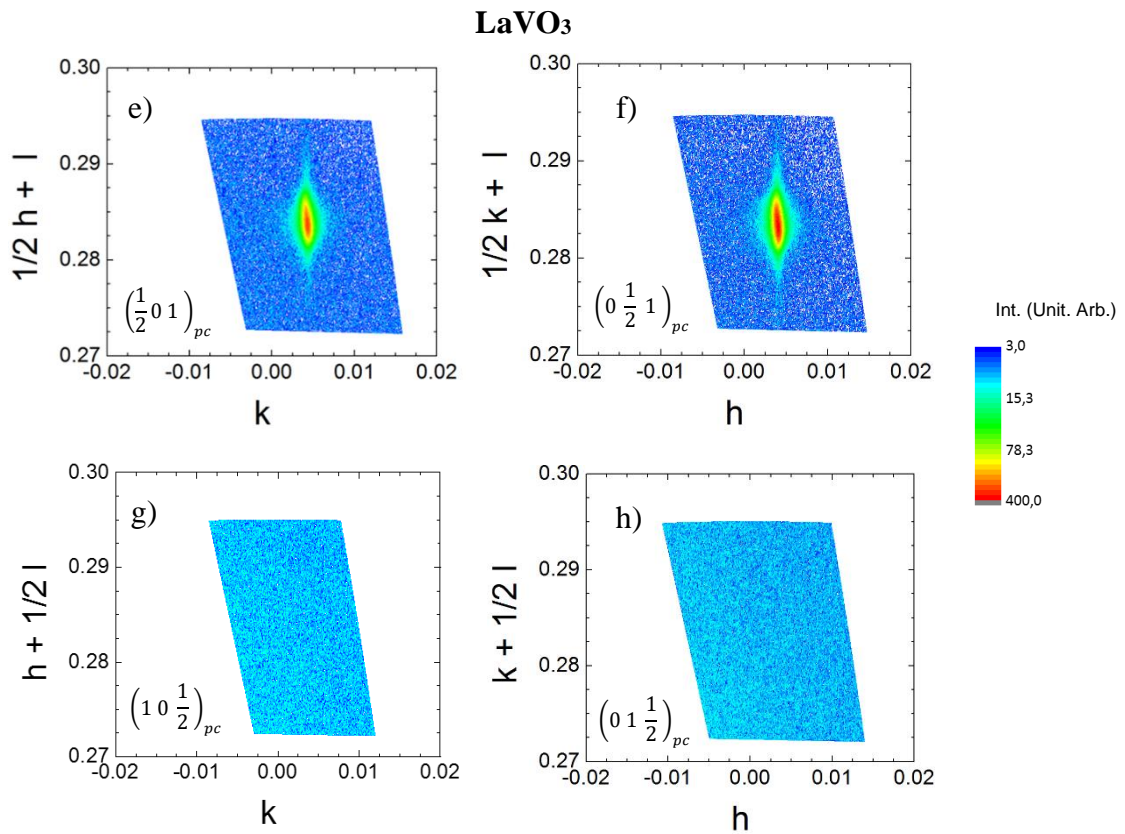 LaVO₃
e)
0.30
0.29
0.28
0.27
-0.02 -0.01 0.00 0.01 0.02
1/2 h + l
k
(1/2 0 1)pc
f)
0.30
0.29
0.28
0.27
-0.02 -0.01 0.00 0.01 0.02
1/2 k + l
h
(0 1/2 1)pc
Int. (Unit. Arb.)
3,0
15,3
78,3
400,0
g)
0.30
0.29
0.28
0.27
-0.02 -0.01 0.00 0.01 0.02
h + 1/2 l
k
(1 0 1/2)pc
h)
0.30
0.29
0.28
0.27
-0.02 -0.01 0.00 0.01 0.02
k + 1/2 l
h
(0 1 1/2)pc